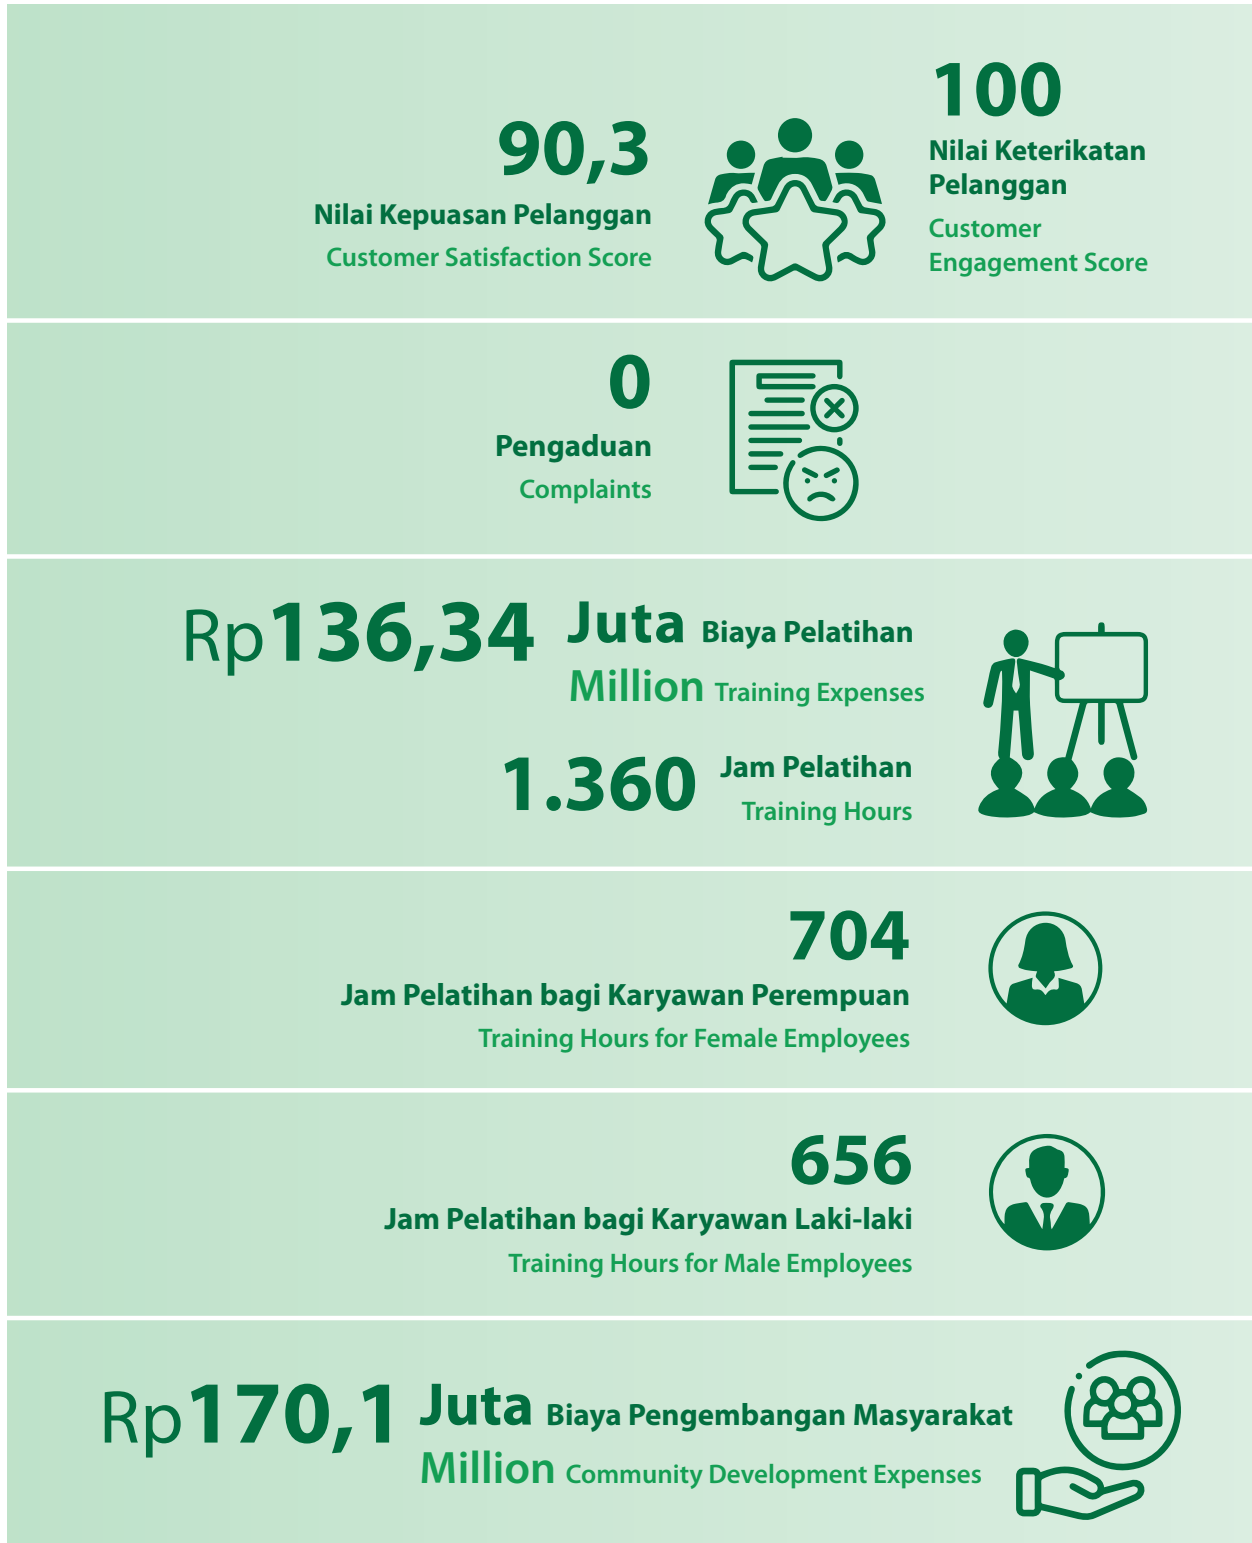 90,3
Nilai Kepuasan Pelanggan
Customer Satisfaction Score
100
Nilai Keterikatan
Pelanggan
Customer
Engagement Score
0
Pengaduan
Complaints
Rp136,34 Juta Biaya Pelatihan
Million Training Expenses
1.360 Jam Pelatihan
Training Hours
704
Jam Pelatihan bagi Karyawan Perempuan
Training Hours for Female Employees
656
Jam Pelatihan bagi Karyawan Laki-laki
Training Hours for Male Employees
Rp170,1 Juta Biaya Pengembangan Masyarakat
Million Community Development Expenses